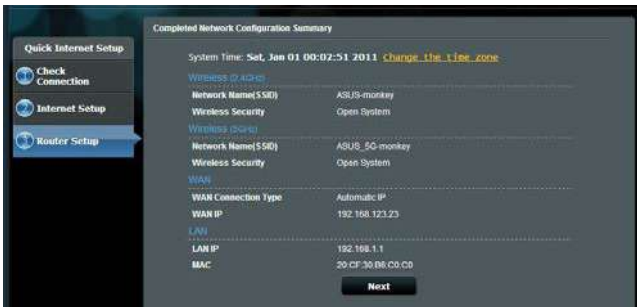 Completed Network Configuration Summary
Quick Internet Setup
System Time: Sat, Jan 01 00:02:51 2011 Change the time zone
1 Check Connection
Wireless (2.4GHz)
Network Name(SSID) ASUS-monkey
Wireless Security Open System
2 Internet Setup
Wireless (5GHz)
3 Router Setup
Network Name(SSID) ASUS_5G-monkey
Wireless Security Open System
WAN
WAN Connection Type Automatic IP
WAN IP 192.168.123.23
LAN
LAN IP 192.168.1.1
MAC 20:CF:30:B6:C0:C0
Next